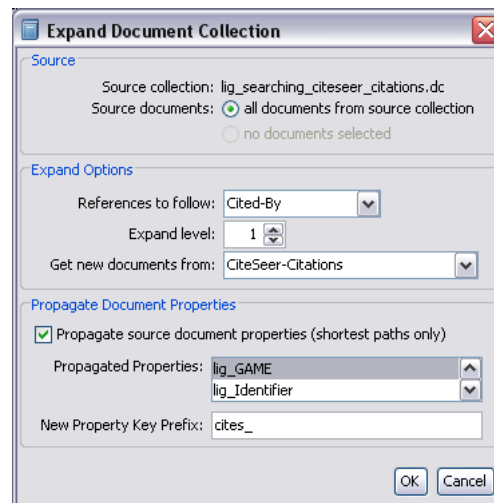 Expand Document Collection
Source
Source collection: lig_searching_citeseer_citations.dc
Source documents: all documents from source collection
no documents selected
Expand Options
References to follow: Cited-By
Expand level: 1
Get new documents from: CiteSeer-Citations
Propagate Document Properties
Propagate source document properties (shortest paths only)
Propagated Properties: lig_GAME
lig_Identifier
New Property Key Prefix: cites_
OK Cancel